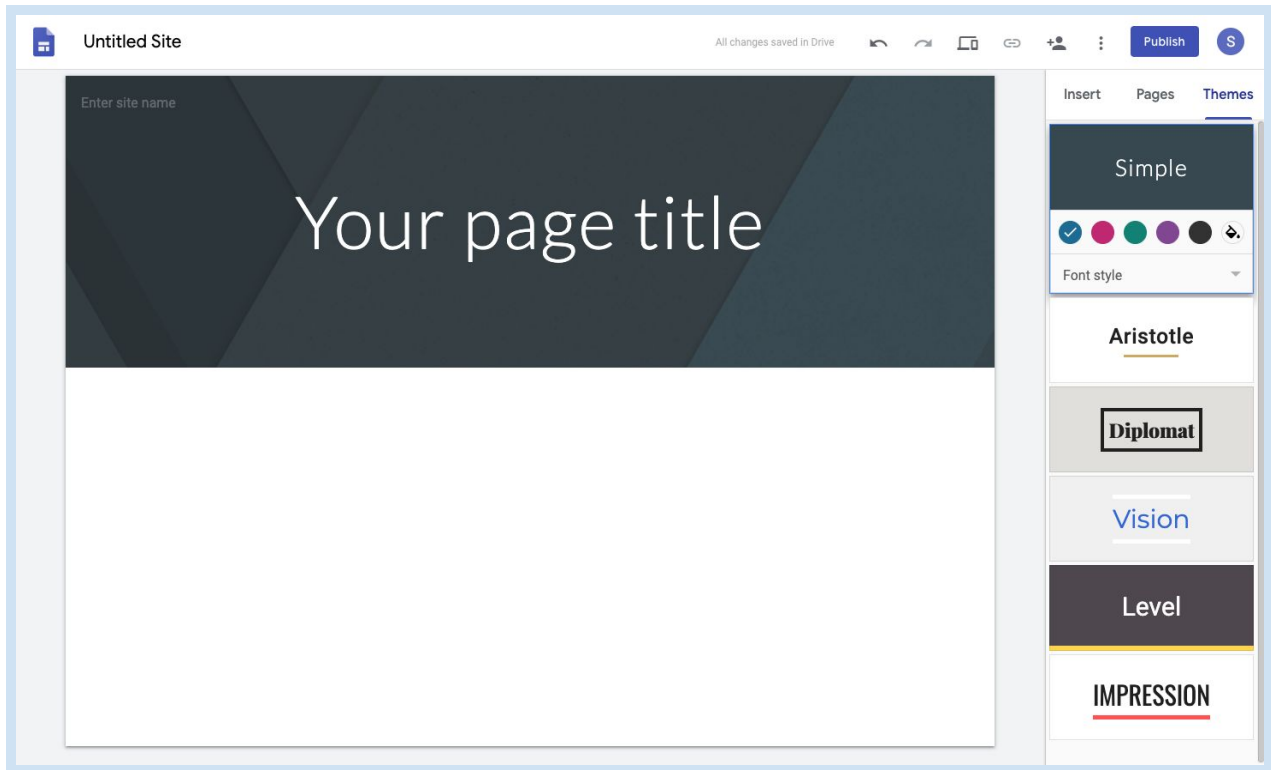 Untitled Site
All changes saved in Drive
Publish
S
Enter site name
Your page title
Insert Pages Themes
Simple
Font style
Aristotle
Diplomat
Vision
Level
IMPRESSION